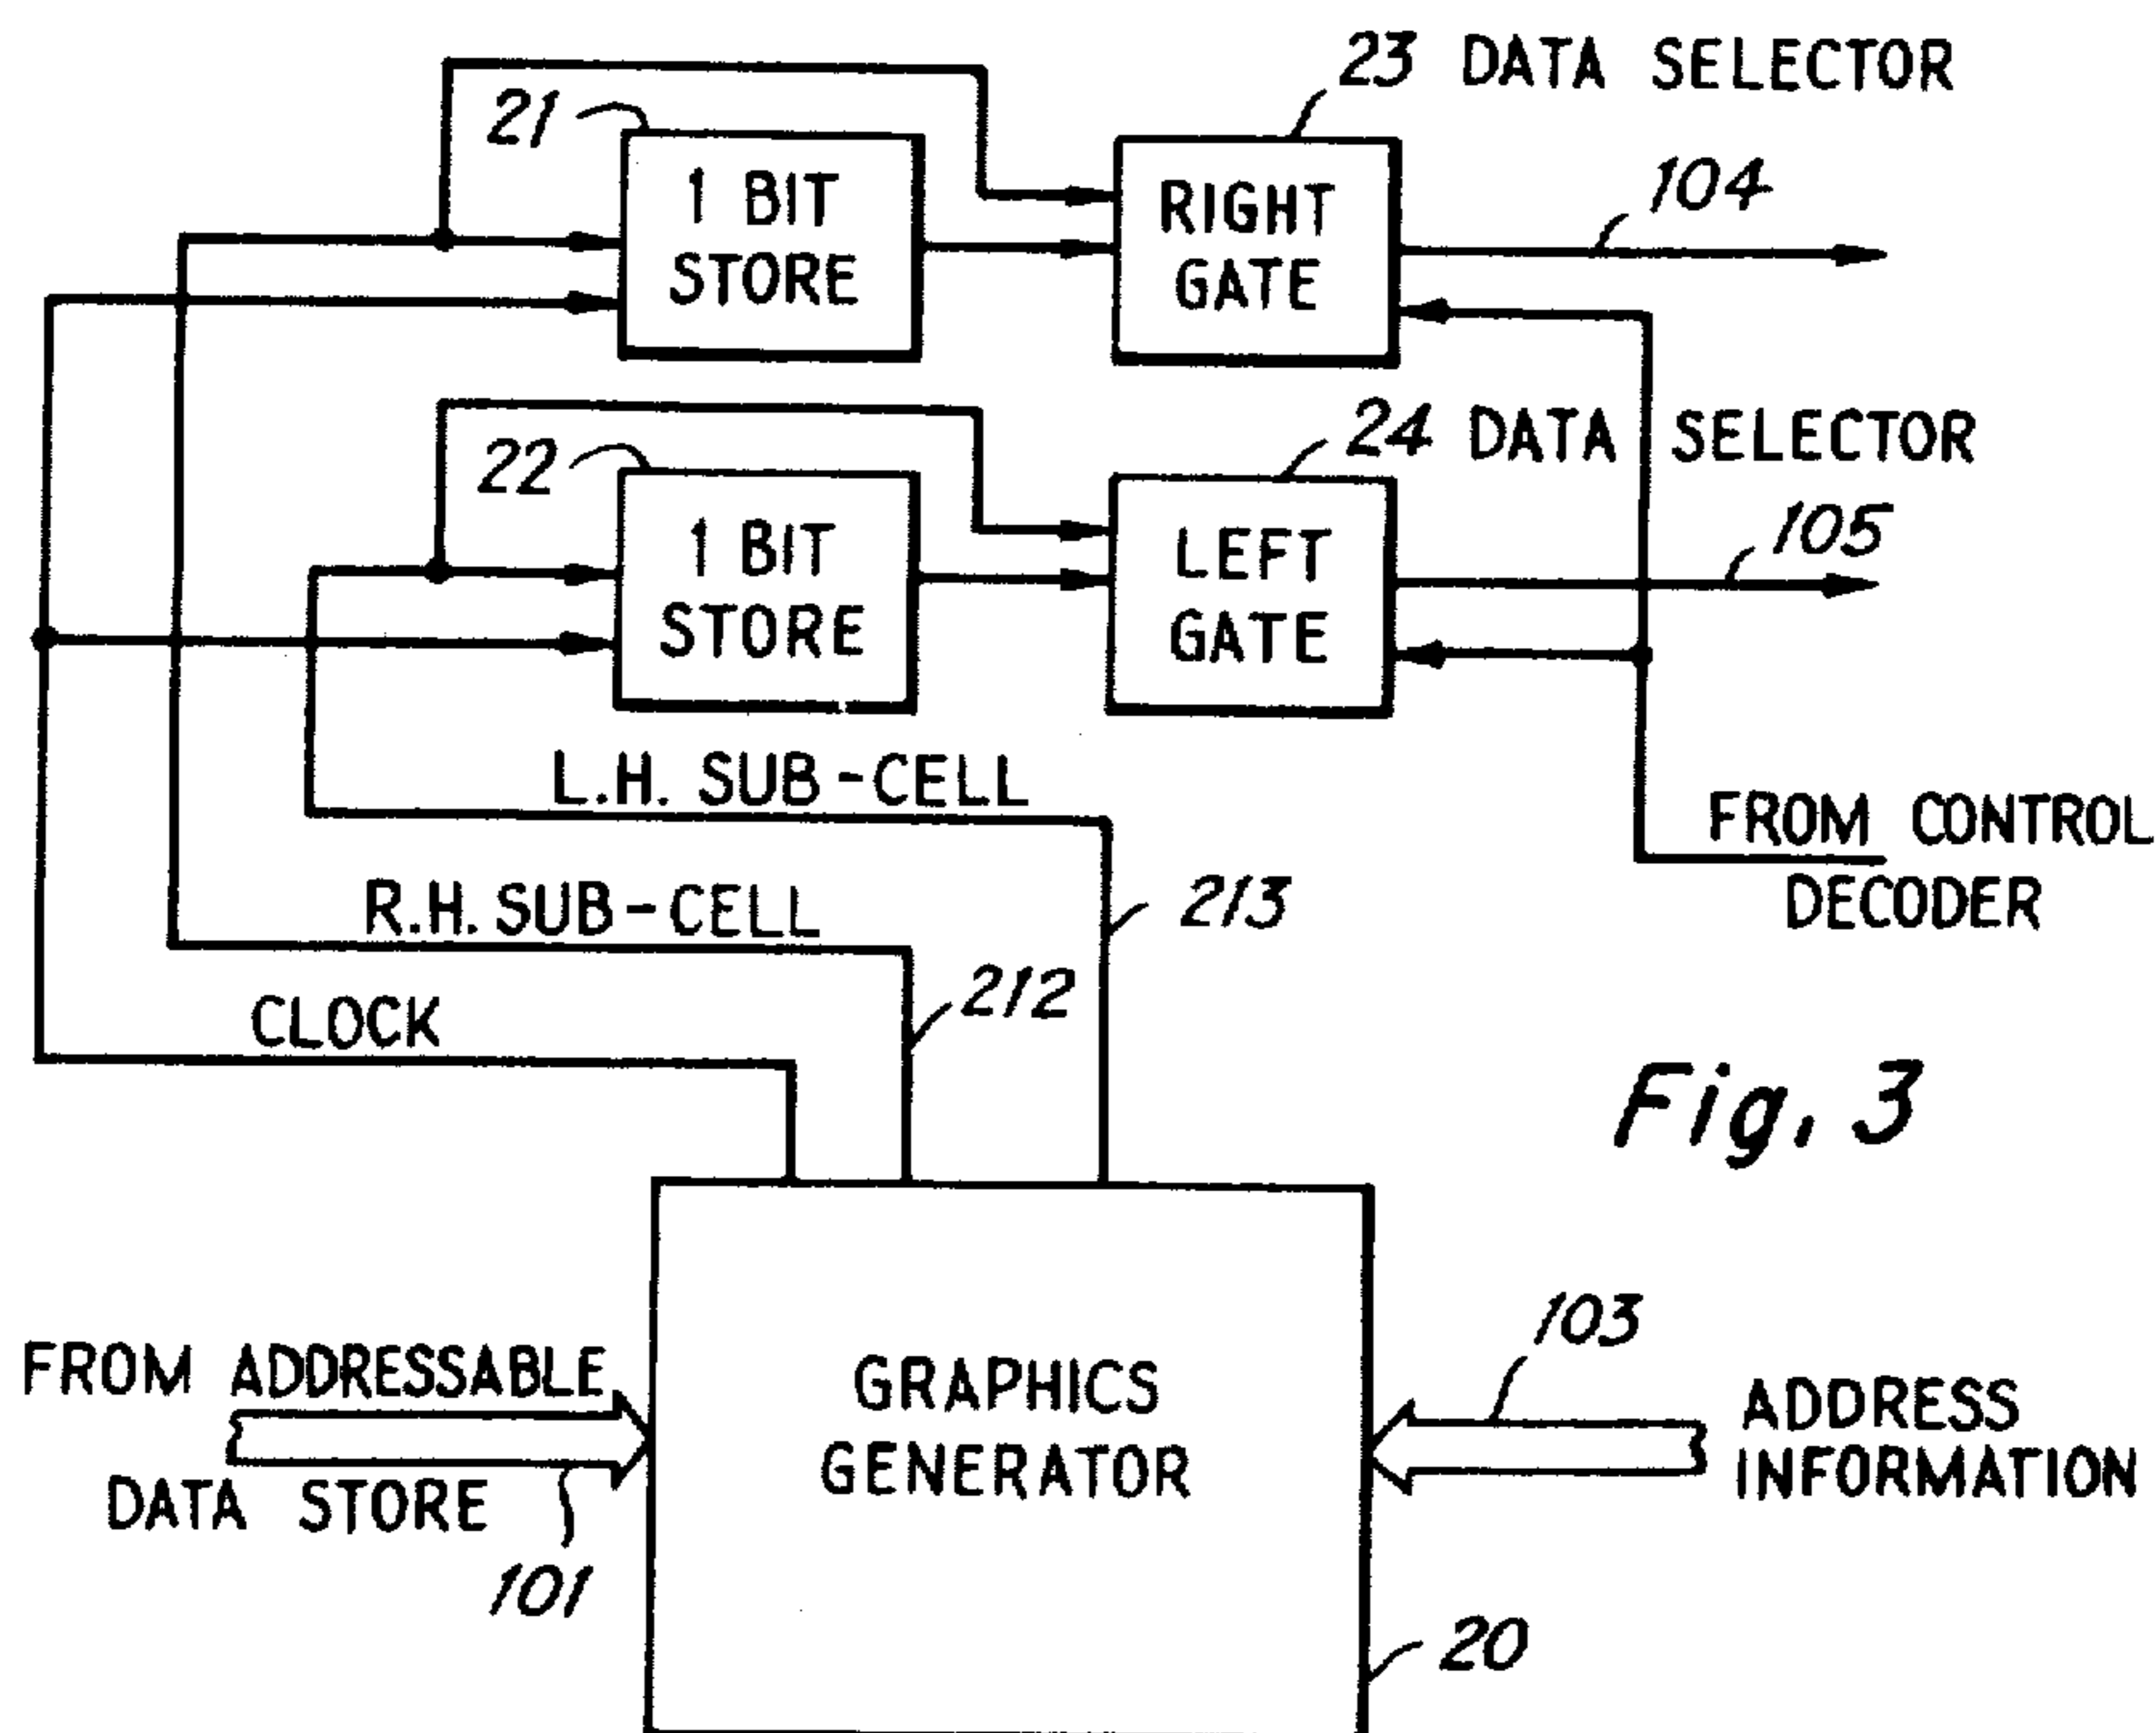 23 DATA SELECTOR
21
104
1 BIT
STORE
RIGHT
GATE
24 DATA SELECTOR
22
105
1 BIT
STORE
LEFT
GATE
L.H. SUB-CELL
FROM CONTROL
DECODER
R.H. SUB-CELL
213
212
CLOCK
Fig. 3
103
FROM ADDRESSABLE
DATA STORE
101
GRAPHICS
GENERATOR
ADDRESS
INFORMATION
20